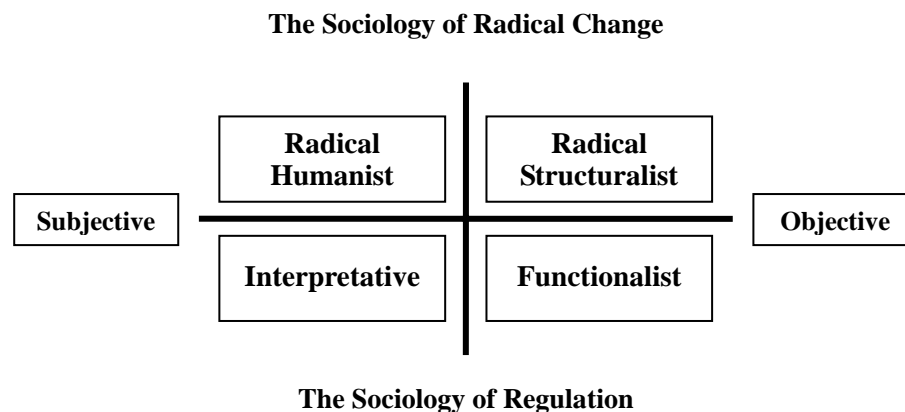 The Sociology of Radical Change
Radical
Humanist
Radical
Structuralist
Subjective
Objective
Interpretative
Functionalist
The Sociology of Regulation